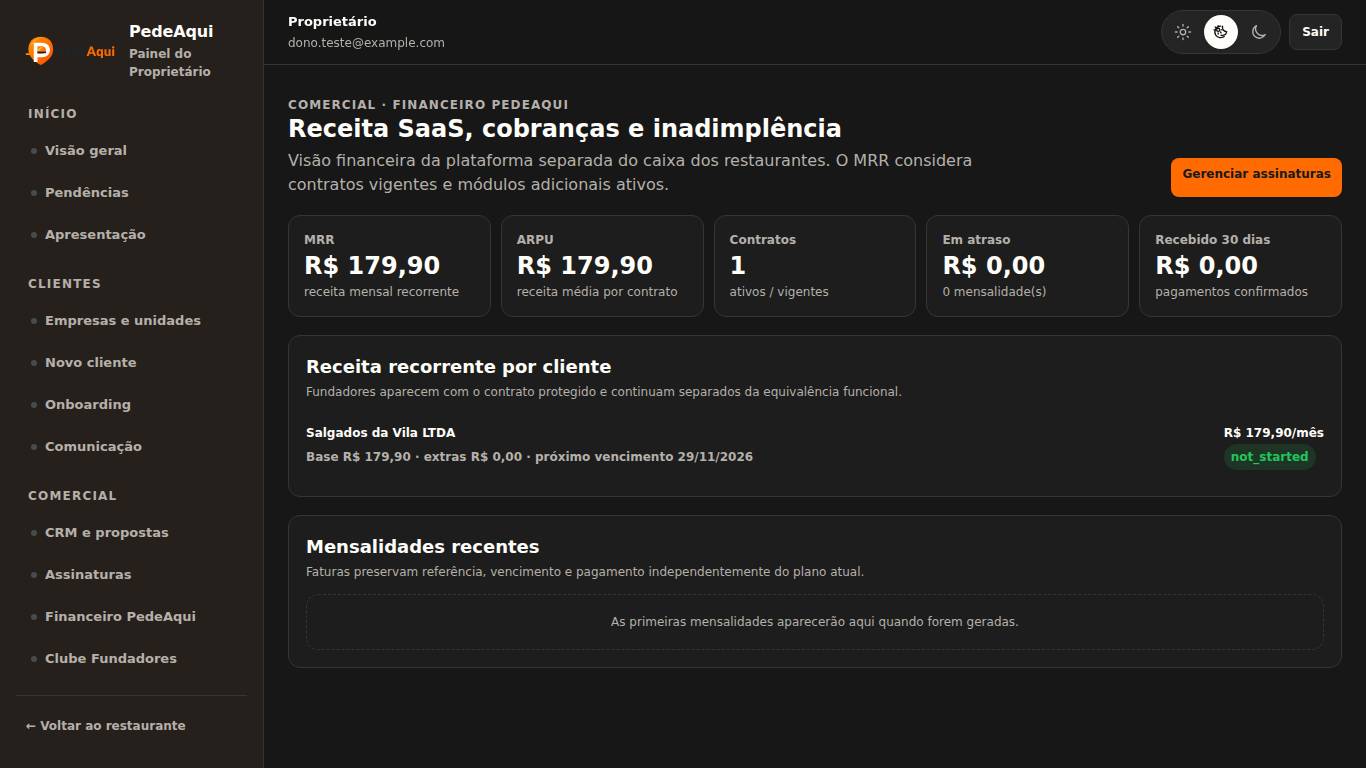 P
Aqui
PedeAqui
Painel do
Proprietário
INÍCIO
Visão geral
Pendências
Apresentação
CLIENTES
Empresas e unidades
Novo cliente
Onboarding
Comunicação
COMERCIAL
CRM e propostas
Assinaturas
Financeiro PedeAqui
Clube Fundadores
← Voltar ao restaurante
Proprietário
dono.teste@example.com
Sair
COMERCIAL · FINANCEIRO PEDEAQUI
Receita SaaS, cobranças e inadimplência
Visão financeira da plataforma separada do caixa dos restaurantes. O MRR considera
contratos vigentes e módulos adicionais ativos.
Gerenciar assinaturas
MRR
R$ 179,90
receita mensal recorrente
ARPU
R$ 179,90
receita média por contrato
Contratos
1
ativos / vigentes
Em atraso
R$ 0,00
0 mensalidade(s)
Recebido 30 dias
R$ 0,00
pagamentos confirmados
Receita recorrente por cliente
Fundadores aparecem com o contrato protegido e continuam separados da equivalência funcional.
Salgados da Vila LTDA
R$ 179,90/mês
Base R$ 179,90 · extras R$ 0,00 · próximo vencimento 29/11/2026
not_started
Mensalidades recentes
Faturas preservam referência, vencimento e pagamento independentemente do plano atual.
As primeiras mensalidades aparecerão aqui quando forem geradas.